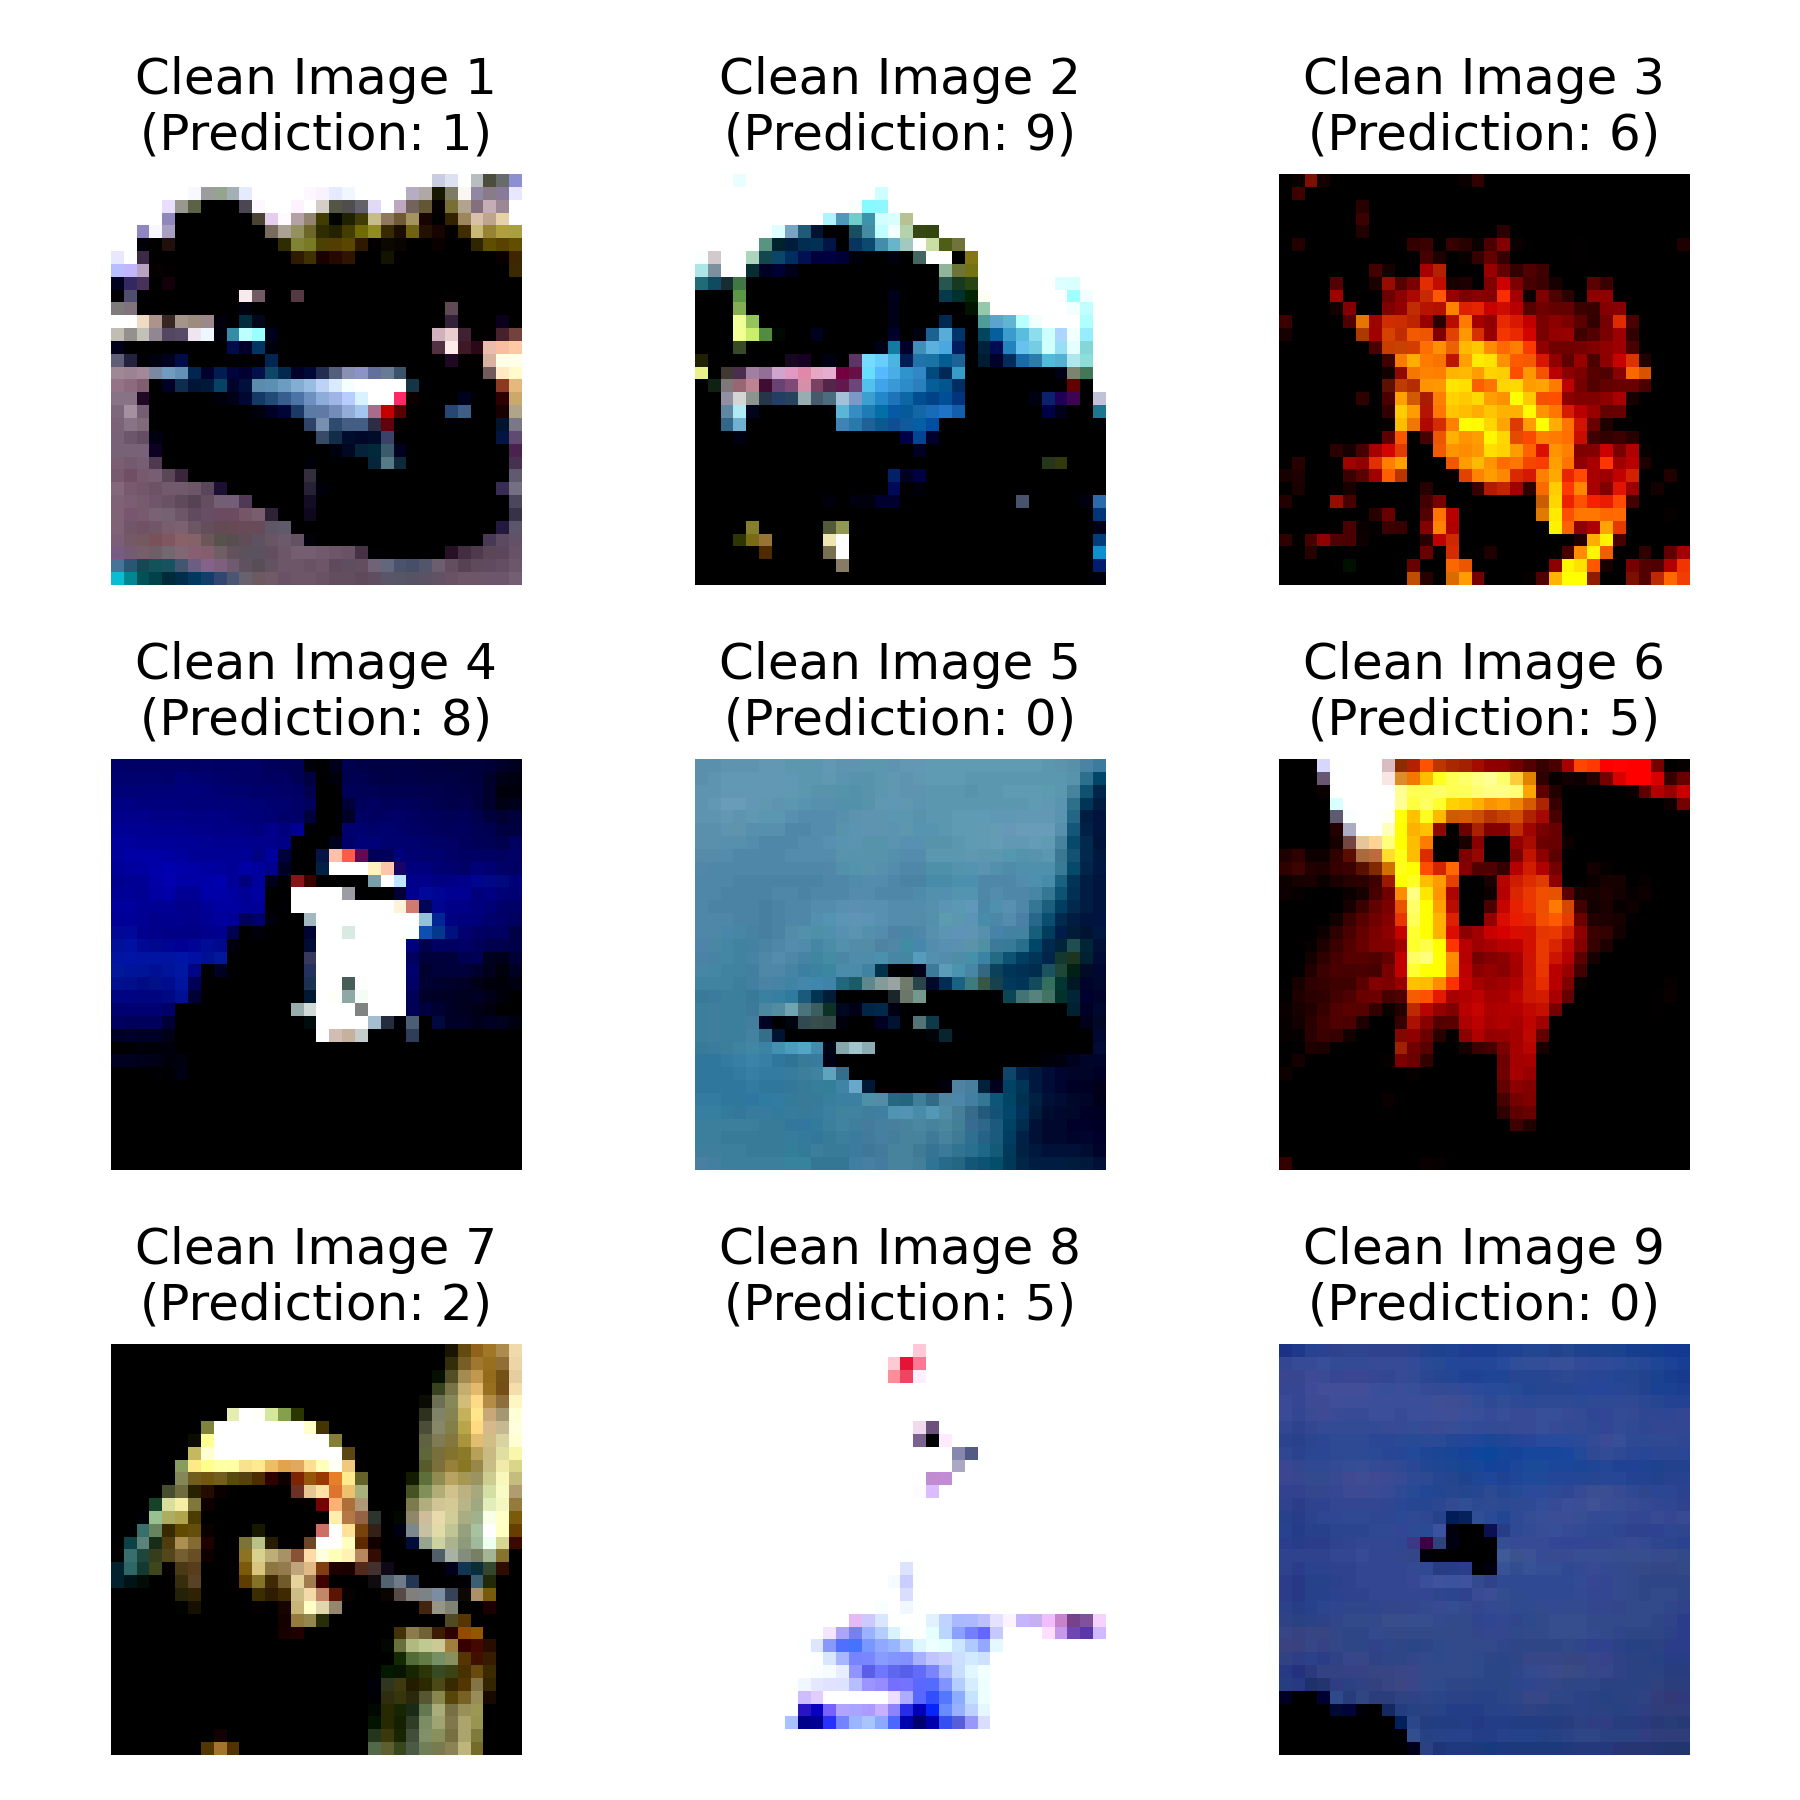 Clean Image 1
(Prediction: 1)
Clean Image 2
(Prediction: 9)
Clean Image 3
(Prediction: 6)
Clean Image 4
(Prediction: 8)
Clean Image 5
(Prediction: 0)
Clean Image 6
(Prediction: 5)
Clean Image 7
(Prediction: 2)
Clean Image 8
(Prediction: 5)
Clean Image 9
(Prediction: 0)